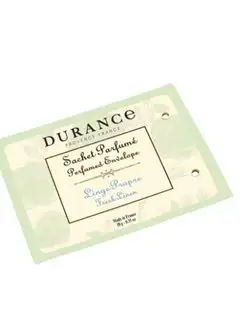 DURANCE
PROVENCE FRANCE
Sachet Parfumé
Perfumed Envelope
Linge Propre
Fresh Linen
Made in France